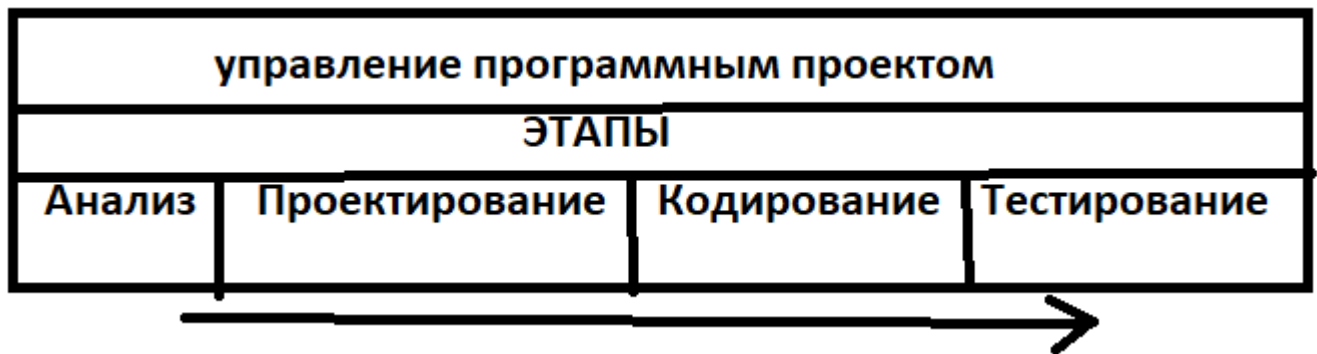 управление программным проектом
ЭТАПЫ
Анализ Проектирование Кодирование Тестирование